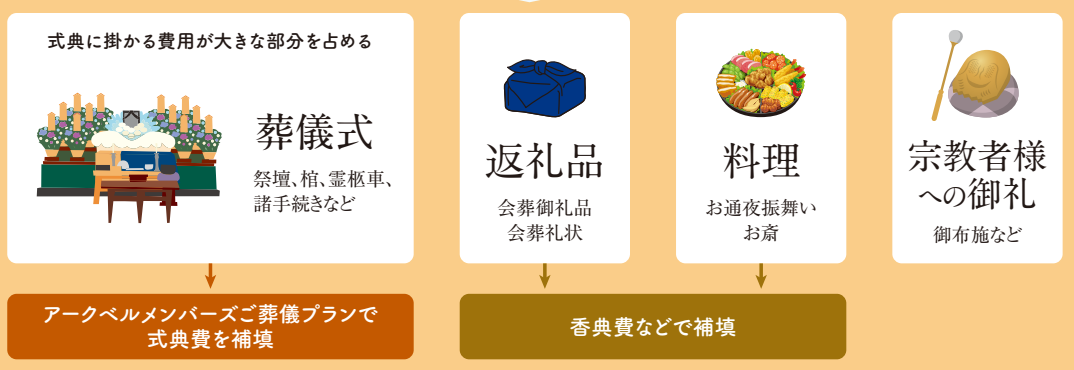 式典に掛かる費用が大きな部分を占める
葬儀式
祭壇、棺、霊柩車、
諸手続きなど
アークベルメンバーズご葬儀プランで
式典費を補填
返礼品
会葬御礼品
会葬礼状
料理
お通夜振舞い
お斎
香典費などで補填
宗教者様
への御礼
御布施など